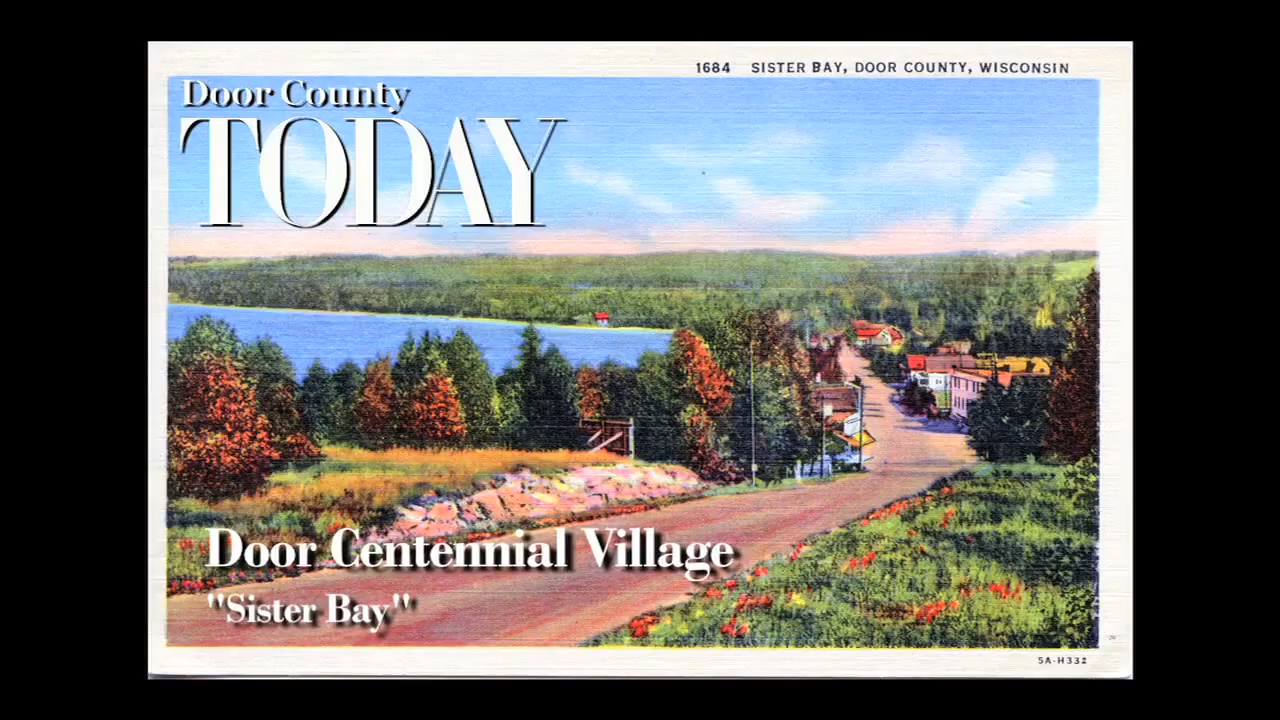 1684 SISTER BAY, DOOR COUNTY, WISCONSIN
Door County
TODAY
Door Centennial Village
"Sister Bay"
5A-H332